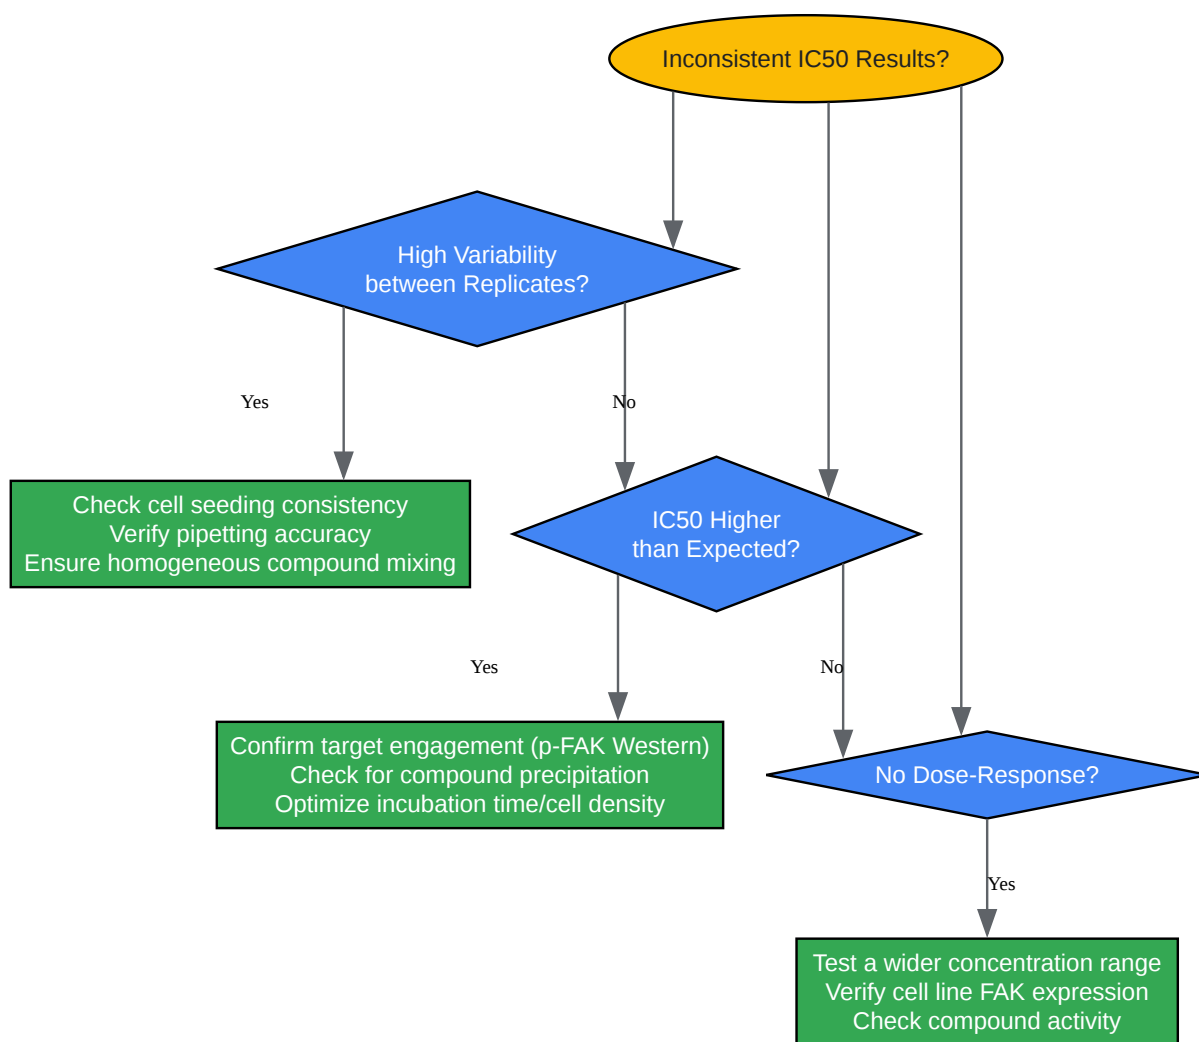 Inconsistent IC50 Results?
High Variability
between Replicates?
Yes
No
Check cell seeding consistency
Verify pipetting accuracy
Ensure homogeneous compound mixing
IC50 Higher
than Expected?
Yes
No
Confirm target engagement (p-FAK Western)
Check for compound precipitation
Optimize incubation time/cell density
No Dose-Response?
Yes
Test a wider concentration range
Verify cell line FAK expression
Check compound activity